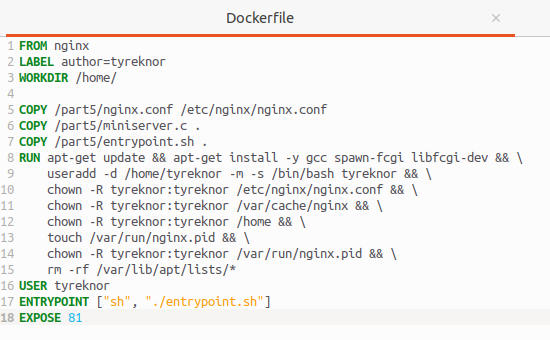 Dockerfile ×
1 FROM nginx
2 LABEL author=tyreknor
3 WORKDIR /home/
4
5 COPY /part5/nginx.conf /etc/nginx/nginx.conf
6 COPY /part5/miniserver.c .
7 COPY /part5/entrypoint.sh .
8 RUN apt-get update && apt-get install -y gcc spawn-fcgi libfcgi-dev && \
9     useradd -d /home/tyreknor -m -s /bin/bash tyreknor && \
10     chown -R tyreknor:tyreknor /etc/nginx/nginx.conf && \
11     chown -R tyreknor:tyreknor /var/cache/nginx && \
12     chown -R tyreknor:tyreknor /home && \
13     touch /var/run/nginx.pid && \
14     chown -R tyreknor:tyreknor /var/run/nginx.pid && \
15     rm -rf /var/lib/apt/lists/*
16 USER tyreknor
17 ENTRYPOINT ["sh", "./entrypoint.sh"]
18 EXPOSE 81